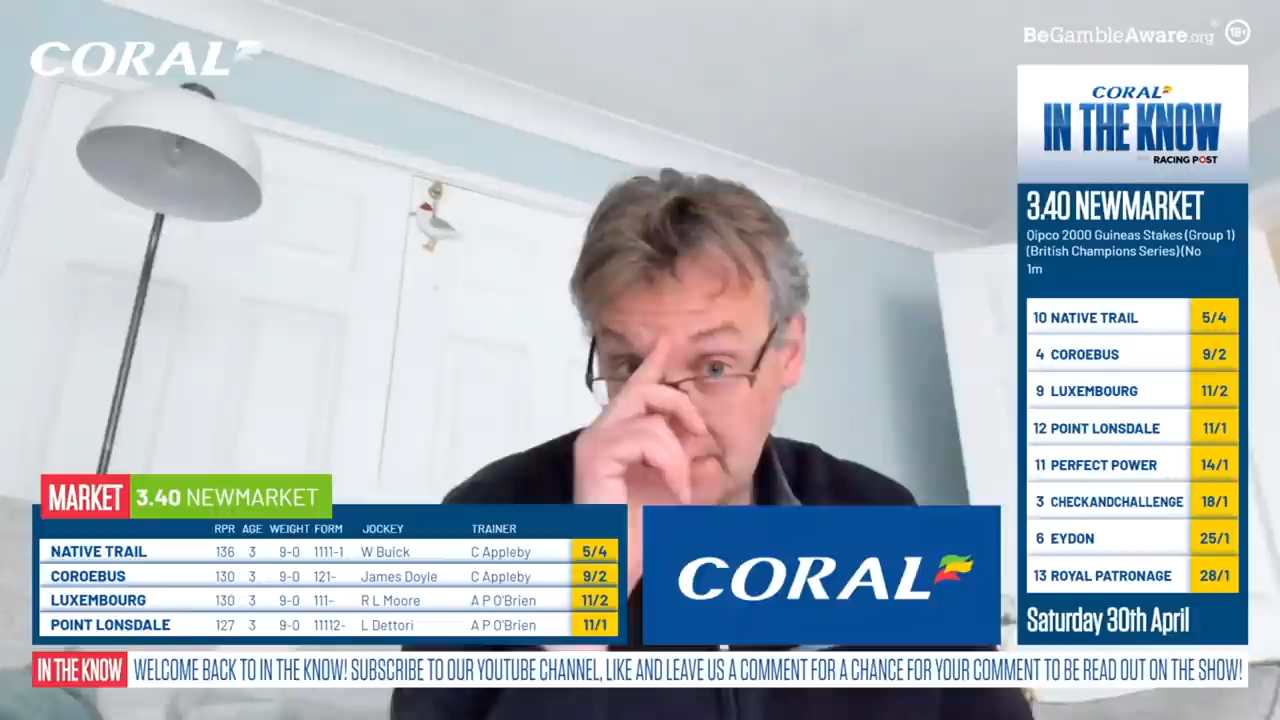 CORAL
BeGambleAware.org 18+
CORAL
IN THE KNOW
RACING POST
3.40 NEWMARKET
Qipco 2000 Guineas Stakes (Group 1)
(British Champions Series)(No
1m
10 NATIVE TRAIL 5/4
4 COROEBUS 9/2
9 LUXEMBOURG 11/2
12 POINT LONSDALE 11/1
11 PERFECT POWER 14/1
3 CHECKANDCHALLENGE 18/1
6 EYDON 25/1
13 ROYAL PATRONAGE 28/1
Saturday 30th April
MARKET 3.40 NEWMARKET
RPR AGE WEIGHT FORM JOCKEY TRAINER
NATIVE TRAIL 136 3 9-0 1111-1 W Buick C Appleby 5/4
COROEBUS 130 3 9-0 121- James Doyle C Appleby 9/2
LUXEMBOURG 130 3 9-0 111- R L Moore A P O'Brien 11/2
POINT LONSDALE 127 3 9-0 11112- L Dettori A P O'Brien 11/1
CORAL
IN THE KNOW WELCOME BACK TO IN THE KNOW! SUBSCRIBE TO OUR YOUTUBE CHANNEL, LIKE AND LEAVE US A COMMENT FOR A CHANCE FOR YOUR COMMENT TO BE READ OUT ON THE SHOW!